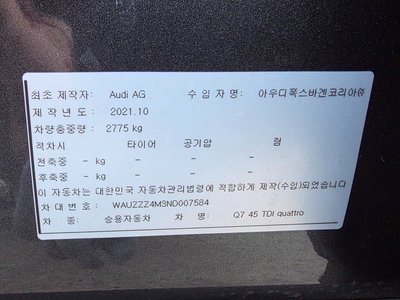 최초 제작자: Audi AG 수 입 자 명: 아우디폭스바겐코리아㈜
제 작 년 도 : 2021.10
차량총중량 : 2775 kg
적차시 타이어 공기압 림
전축중 - kg - - -
후축중 - kg - - -
이 자동차는 대한민국 자동차관리법령에 적합하게 제작(수입)되었습니다
차 대 번 호 : WAUZZZ4M3ND007584
차 종: 승용자동차 차 명: Q7 45 TDI quattro